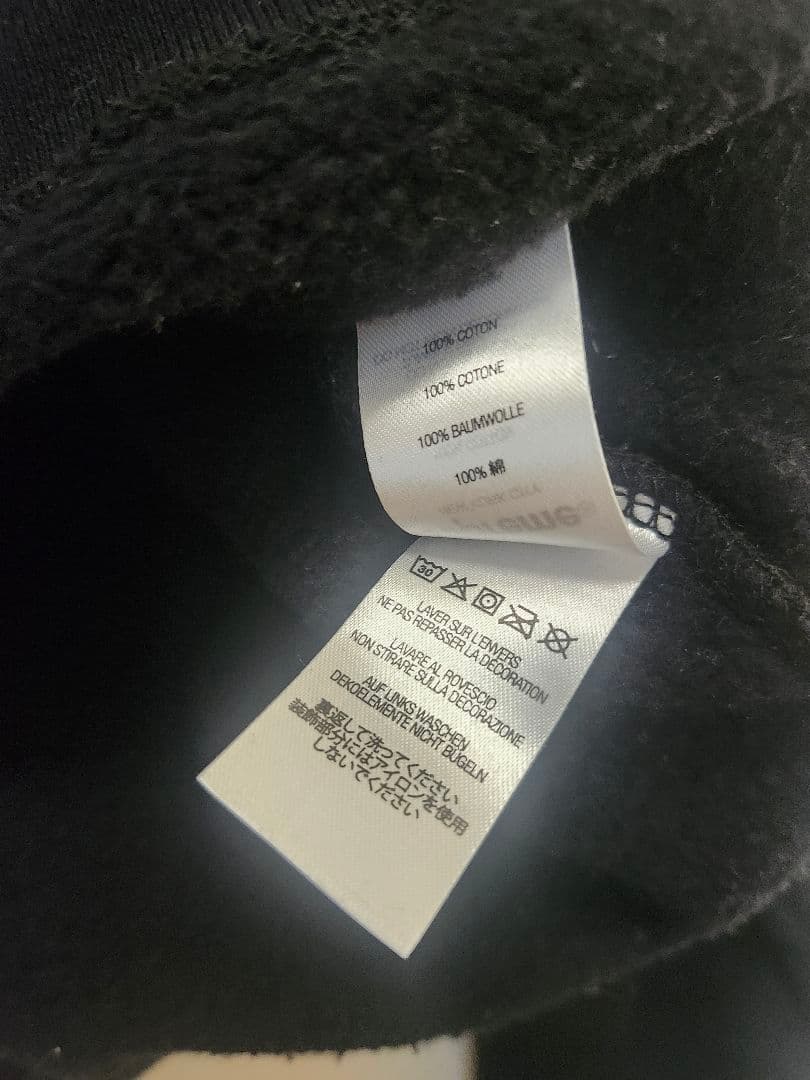 100% COTON
100% COTONE
100% BAUMWOLLE
100% 綿
30
LAVER SUR L'ENVERS
NE PAS REPASSER LA DÉCORATION
LAVARE AL ROVESCIO
NON STIRARE SULLA DECORAZIONE
AUF LINKS WASCHEN
DEKOELEMENTE NICHT BÜGELN
裏返して洗ってください
装飾部分にはアイロンを使用
しないでください